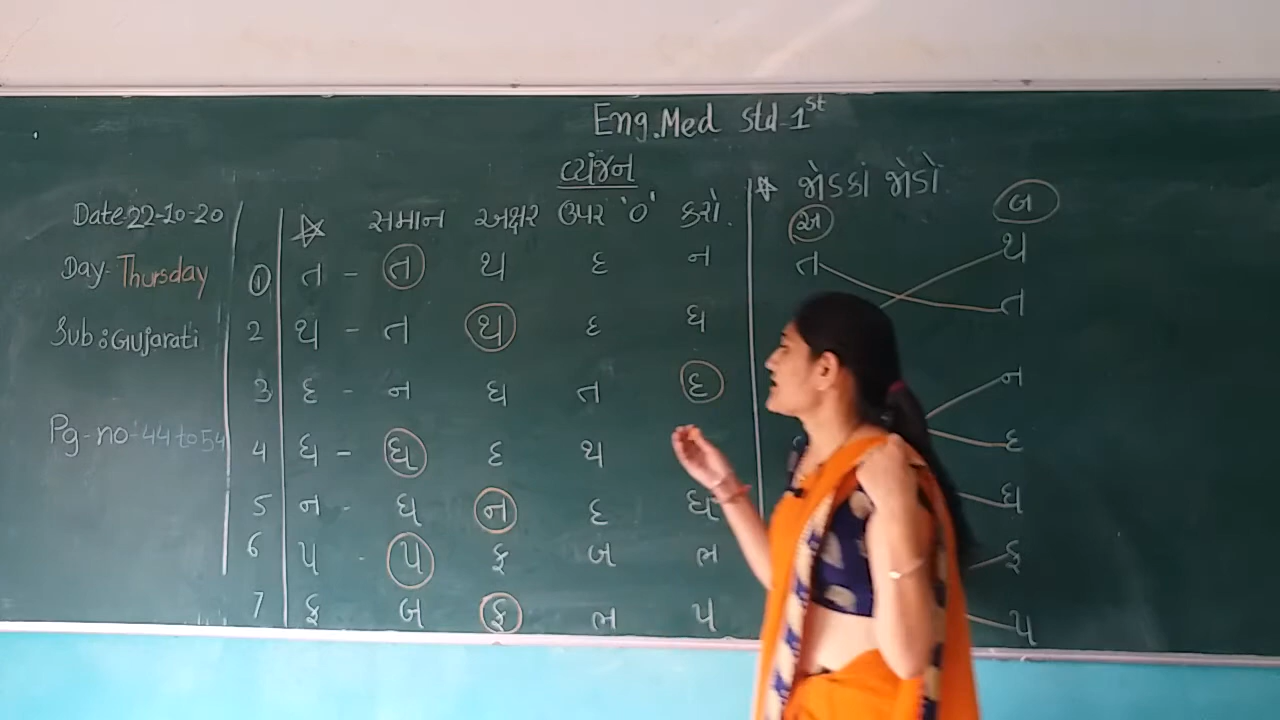 Eng.Med Std-1st
વ્યંજન
Date 22-10-20
Day- Thursday
Sub: Gujarati
Pg-no-44 to 54
સમાન અક્ષર ઉપર '0' કરો.
① ત - ત થ દ ન
2 થ - ત થ દ ધ
3 દ - ન ધ ત દ
4 ધ - ધ દ થ
5 ન - ધ ન દ ધ
6 પ - પ ફ બ ભ
7 ફ બ ફ ભ પ
જોડકાં જોડો.
અ બ
ત થ
ત
ન
દ
ધ
ફ
પ